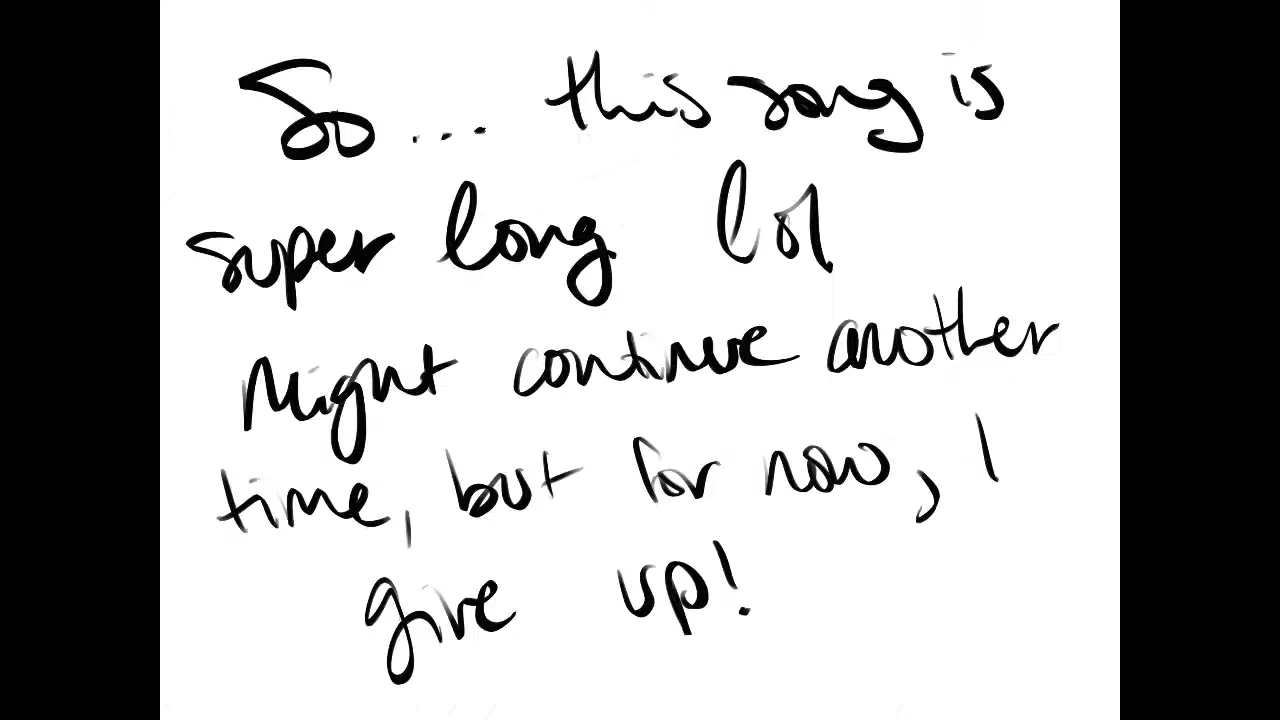 So... this song is
super long lol
Might continue another
time, but for now, I
give up!